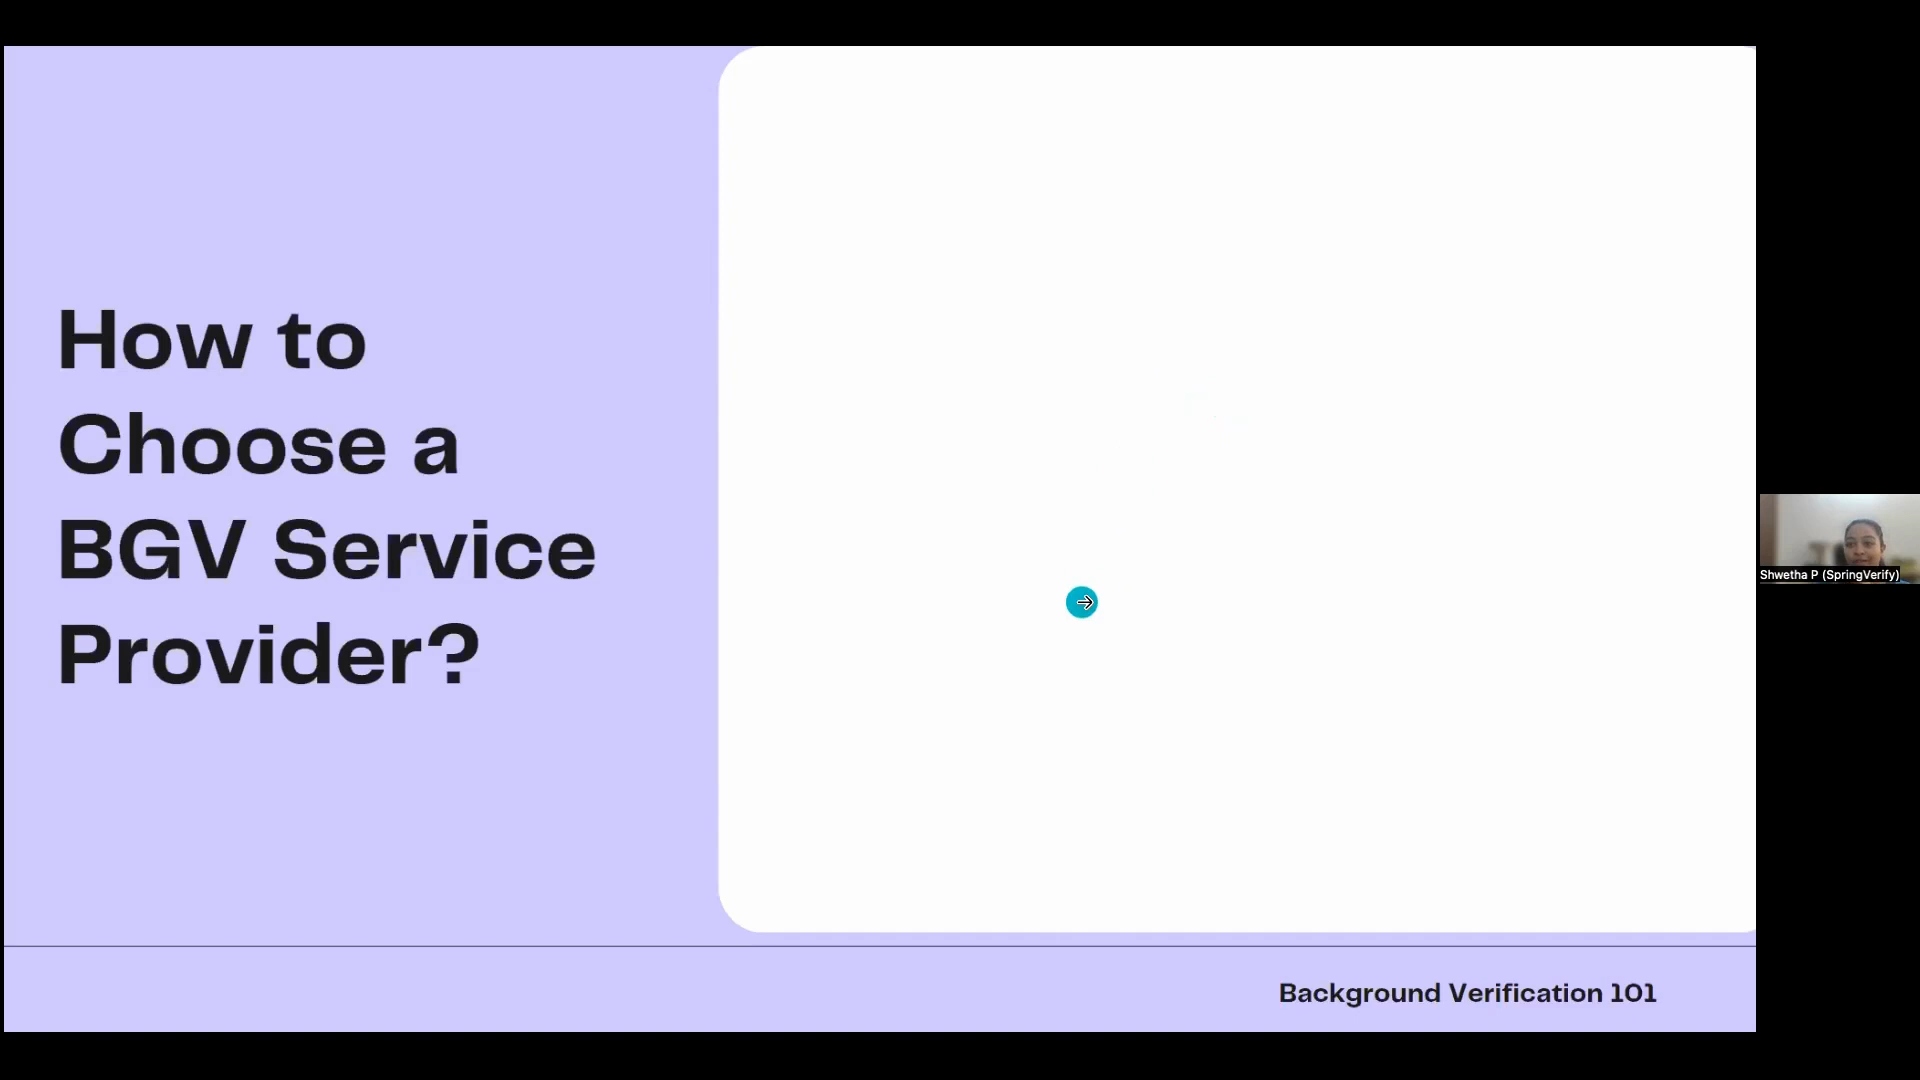 How to
Choose a
BGV Service
Provider?
Shwetha P (SpringVerify)
Background Verification 101